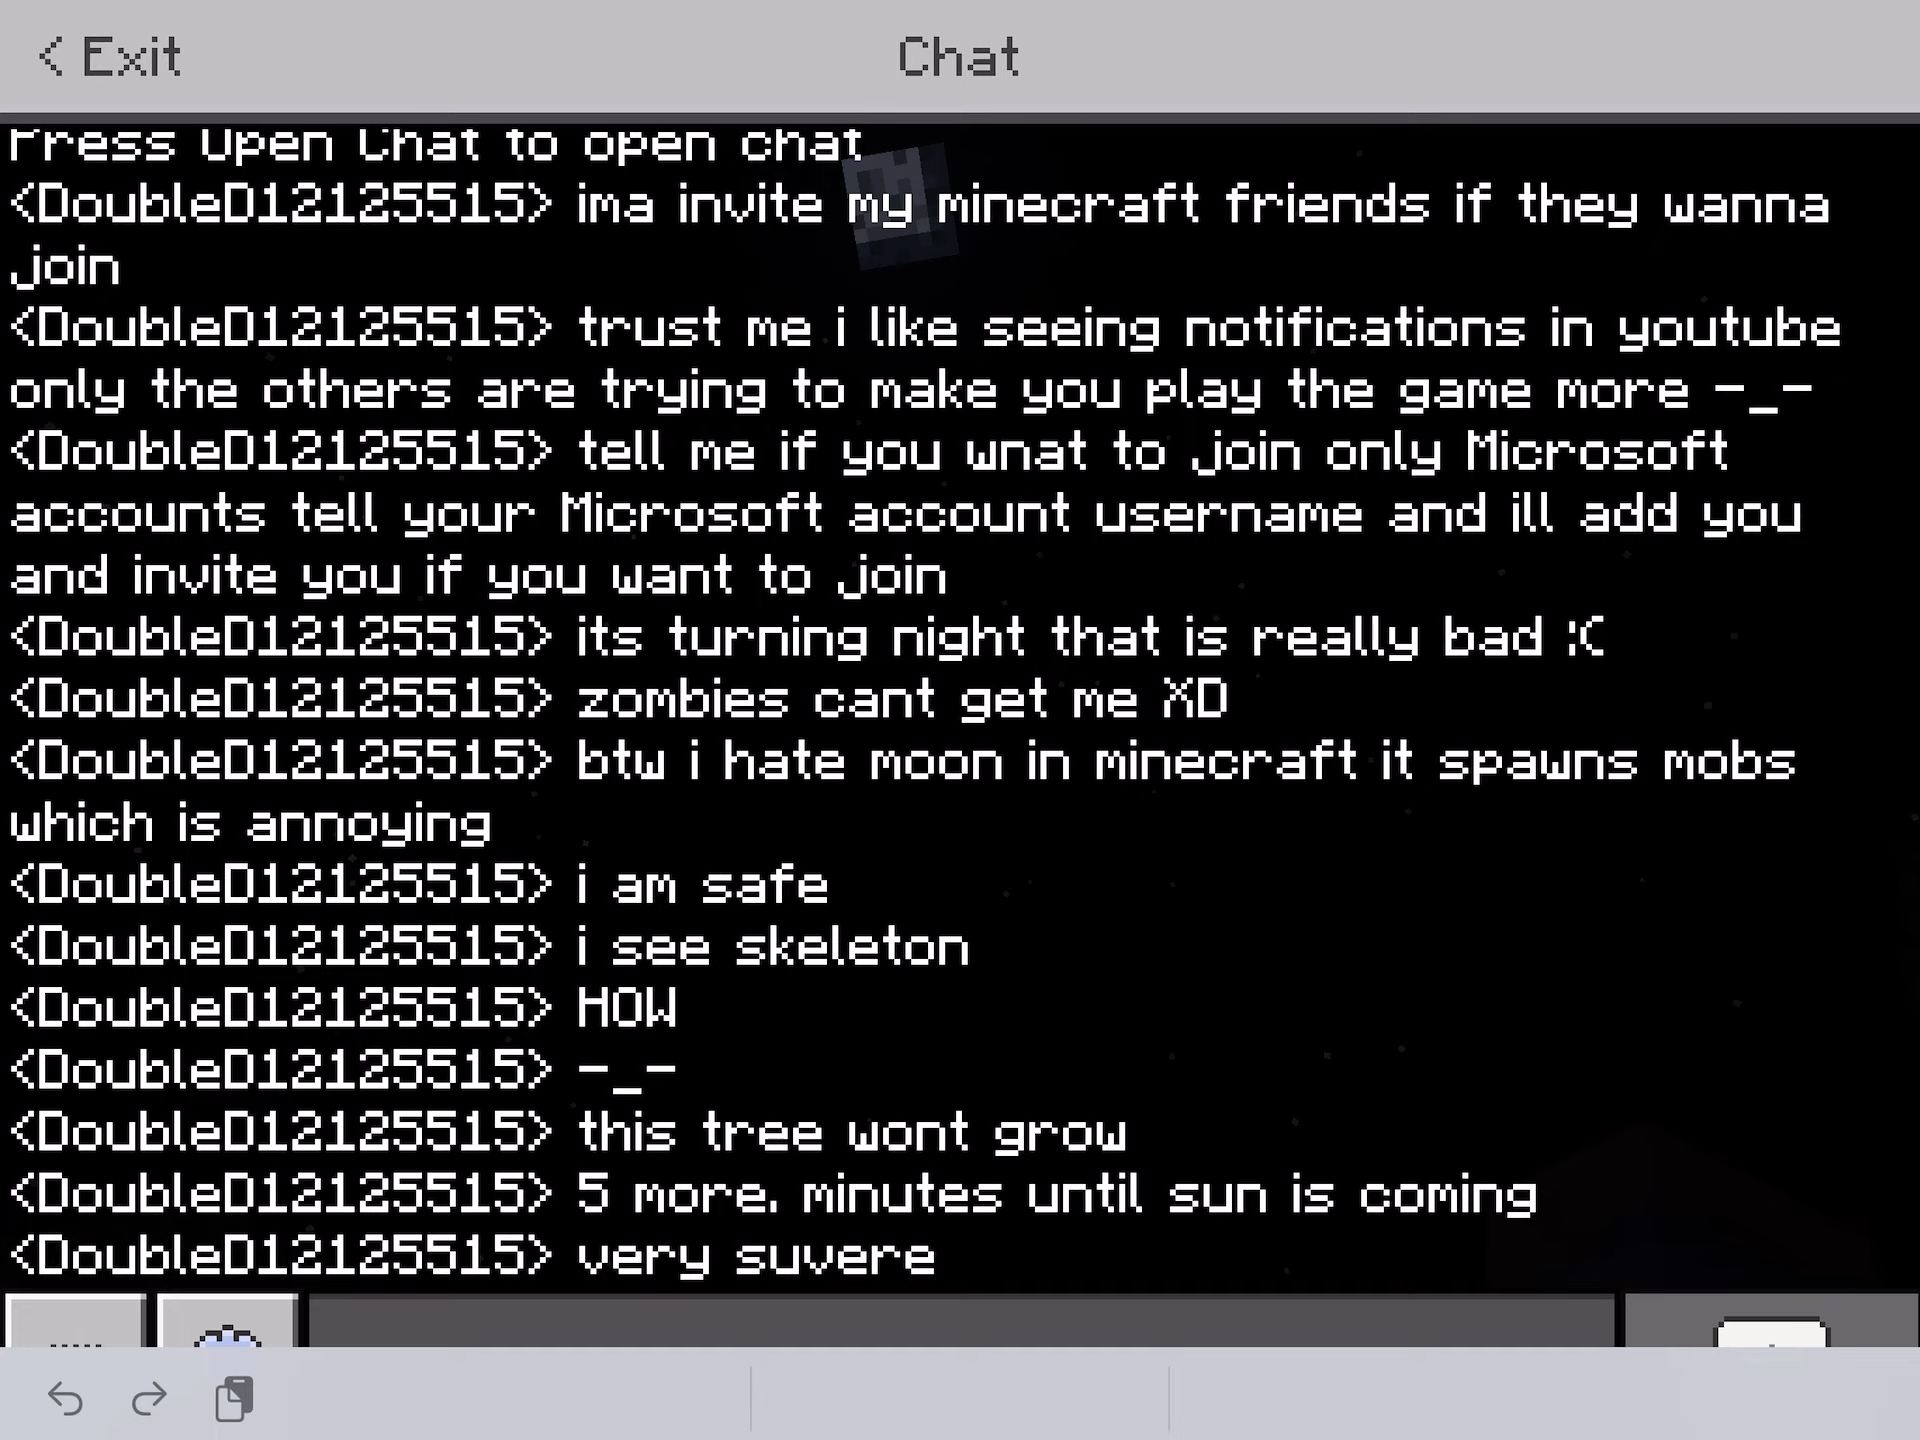 < Exit
Chat
Press Open Chat to open chat
<DoubleD12125515> ima invite my minecraft friends if they wanna
join
<DoubleD12125515> trust me i like seeing notifications in youtube
only the others are trying to make you play the game more -_-
<DoubleD12125515> tell me if you wnat to join only Microsoft
accounts tell your Microsoft account username and ill add you
and invite you if you want to join
<DoubleD12125515> its turning night that is really bad :(
<DoubleD12125515> zombies cant get me XD
<DoubleD12125515> btw i hate moon in minecraft it spawns mobs
which is annoying
<DoubleD12125515> i am safe
<DoubleD12125515> i see skeleton
<DoubleD12125515> HOW
<DoubleD12125515> -_-
<DoubleD12125515> this tree wont grow
<DoubleD12125515> 5 more. minutes until sun is coming
<DoubleD12125515> very suvere